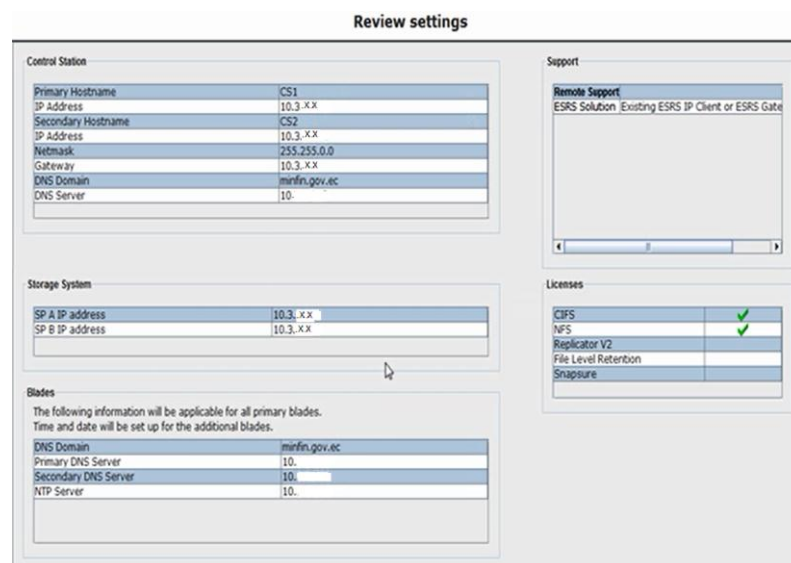 Review settings
Control Station
Primary Hostname CS1
IP Address 10.3.X.X
Secondary Hostname CS2
IP Address 10.3.X.X
Netmask 255.255.0.0
Gateway 10.3.X.X
DNS Domain minfin.gov.ec
DNS Server 10.
Support
Remote Support
ESRS Solution Existing ESRS IP Client or ESRS Gate
Storage System
SP A IP address 10.3.X.X
SP B IP address 10.3.X.X
Licenses
CIFS
NFS
Replicator V2
File Level Retention
Snapsure
Blades
The following information will be applicable for all primary blades.
Time and date will be set up for the additional blades.
DNS Domain minfin.gov.ec
Primary DNS Server 10.
Secondary DNS Server 10.
NTP Server 10.